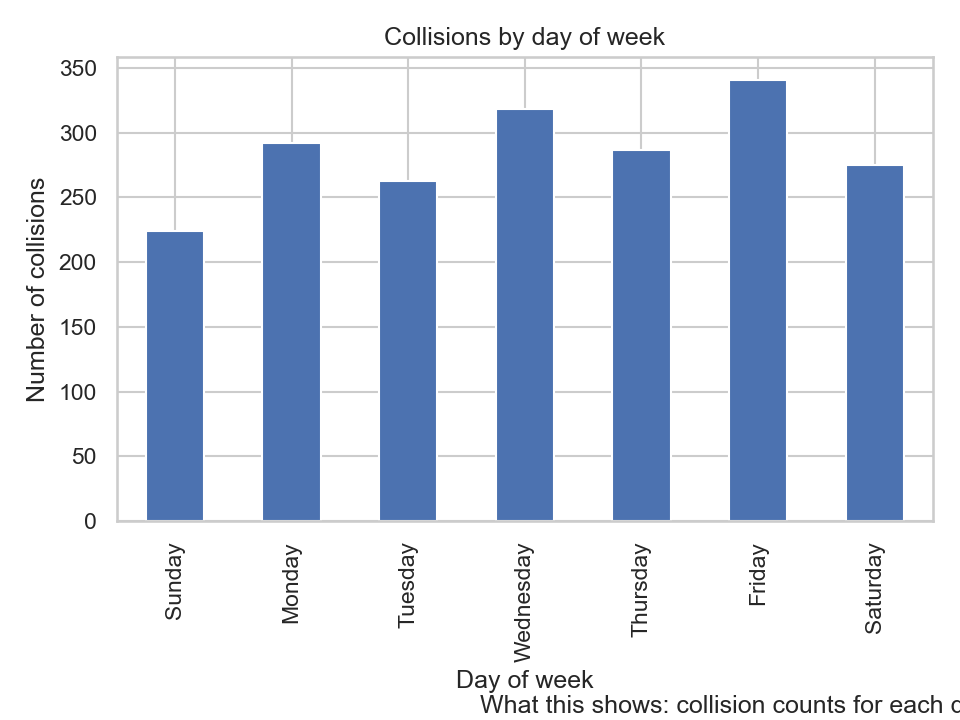 Collisions by day of week
Number of collisions
350
300
250
200
150
100
50
0
Sunday
Monday
Tuesday
Wednesday
Thursday
Friday
Saturday
Day of week
What this shows: collision counts for each